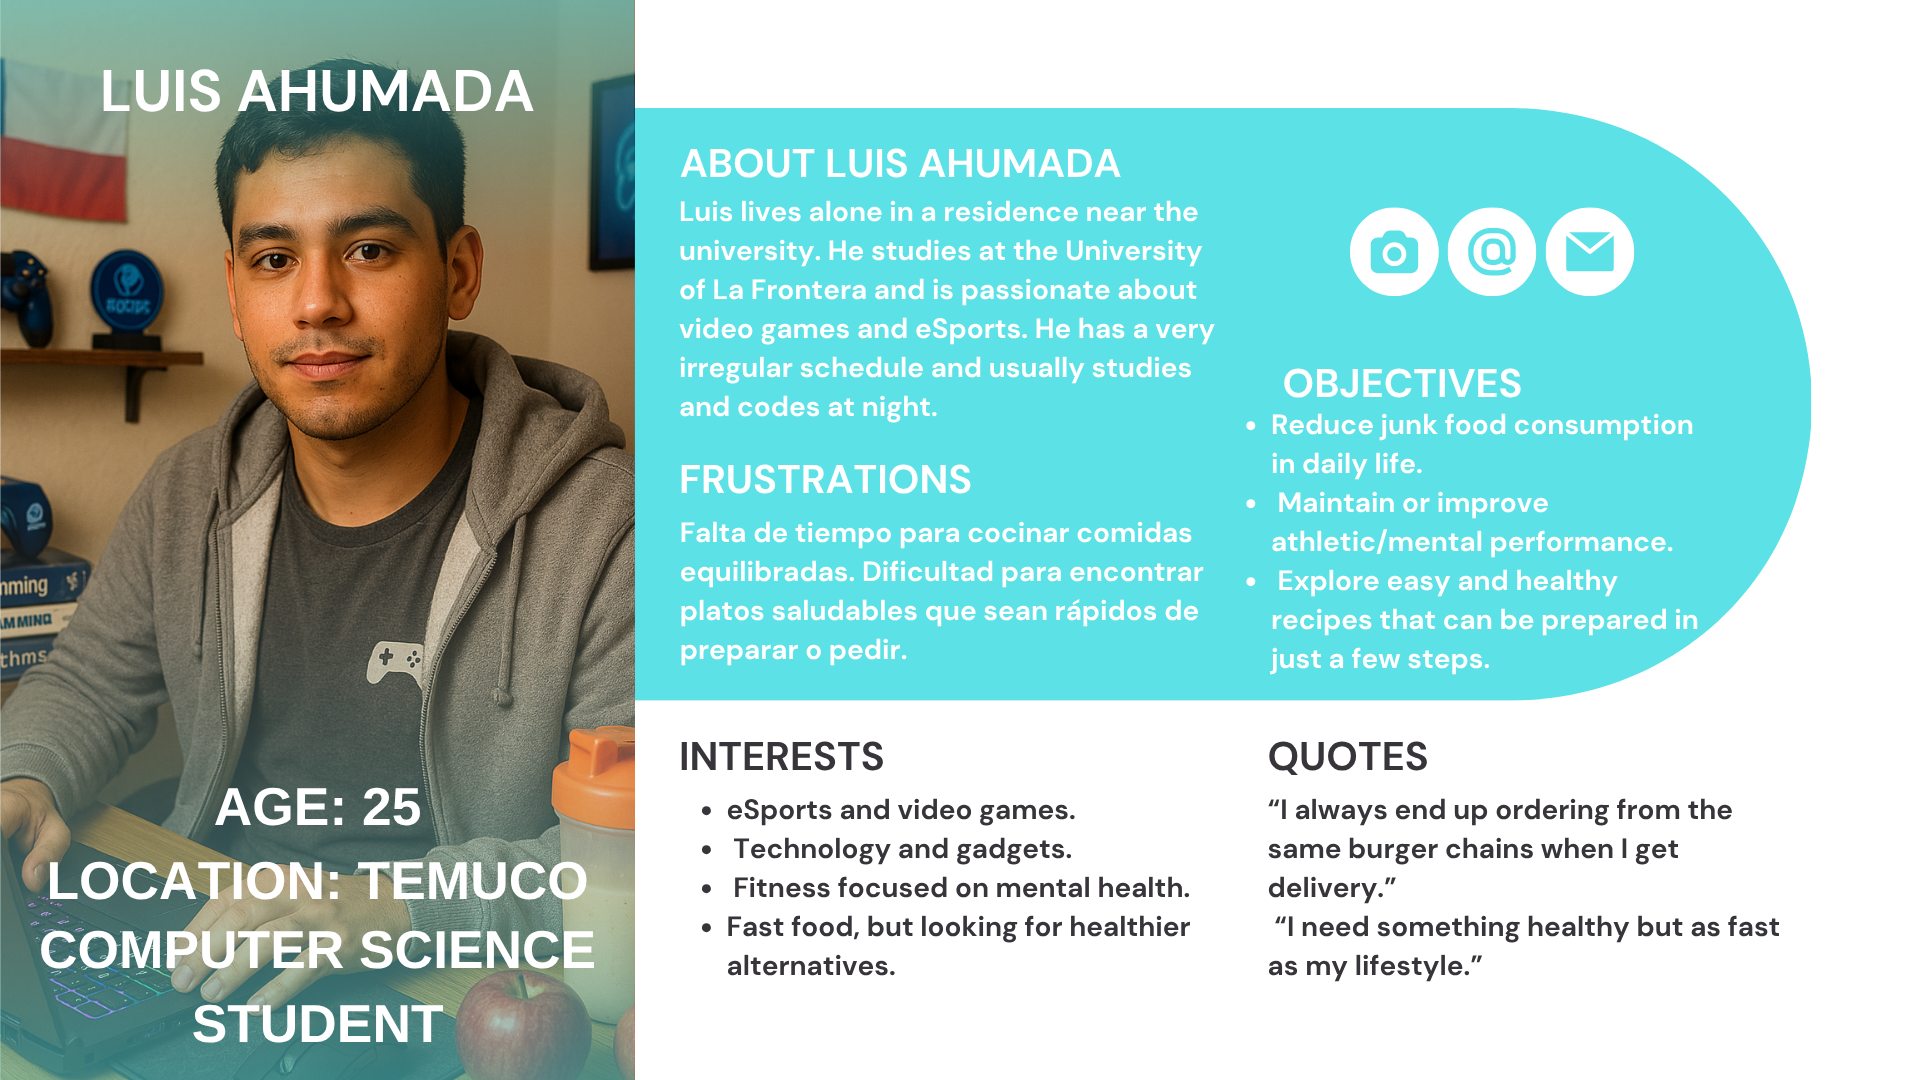 LUIS AHUMADA
mming
AMMING
thms
AGE: 25
LOCATION: TEMUCO
COMPUTER SCIENCE
STUDENT
ABOUT LUIS AHUMADA
Luis lives alone in a residence near the
university. He studies at the University
of La Frontera and is passionate about
video games and eSports. He has a very
irregular schedule and usually studies
and codes at night.
FRUSTRATIONS
Falta de tiempo para cocinar comidas
equilibradas. Dificultad para encontrar
platos saludables que sean rápidos de
preparar o pedir.
OBJECTIVES
• Reduce junk food consumption
in daily life.
• Maintain or improve
athletic/mental performance.
• Explore easy and healthy
recipes that can be prepared in
just a few steps.
INTERESTS
• eSports and video games.
• Technology and gadgets.
• Fitness focused on mental health.
• Fast food, but looking for healthier
alternatives.
QUOTES
“I always end up ordering from the
same burger chains when I get
delivery.”
“I need something healthy but as fast
as my lifestyle.”